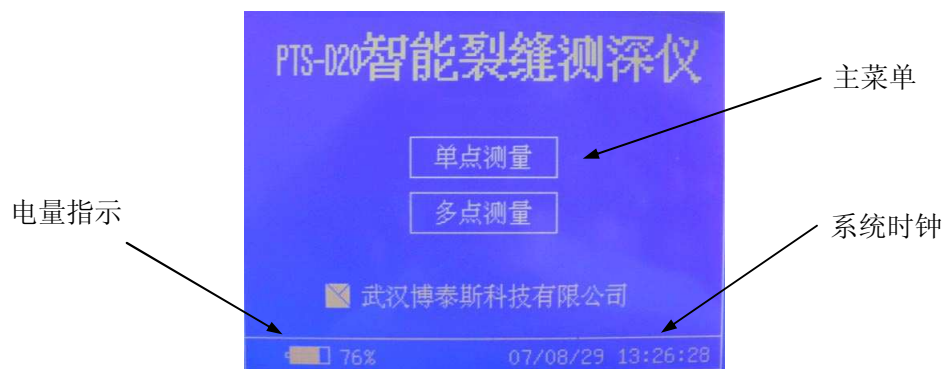 PTS-D20智能裂缝测深仪
主菜单
单点测量
多点测量
电量指示
系统时钟
武汉博泰斯科技有限公司
76%
07/08/29 13:26:28